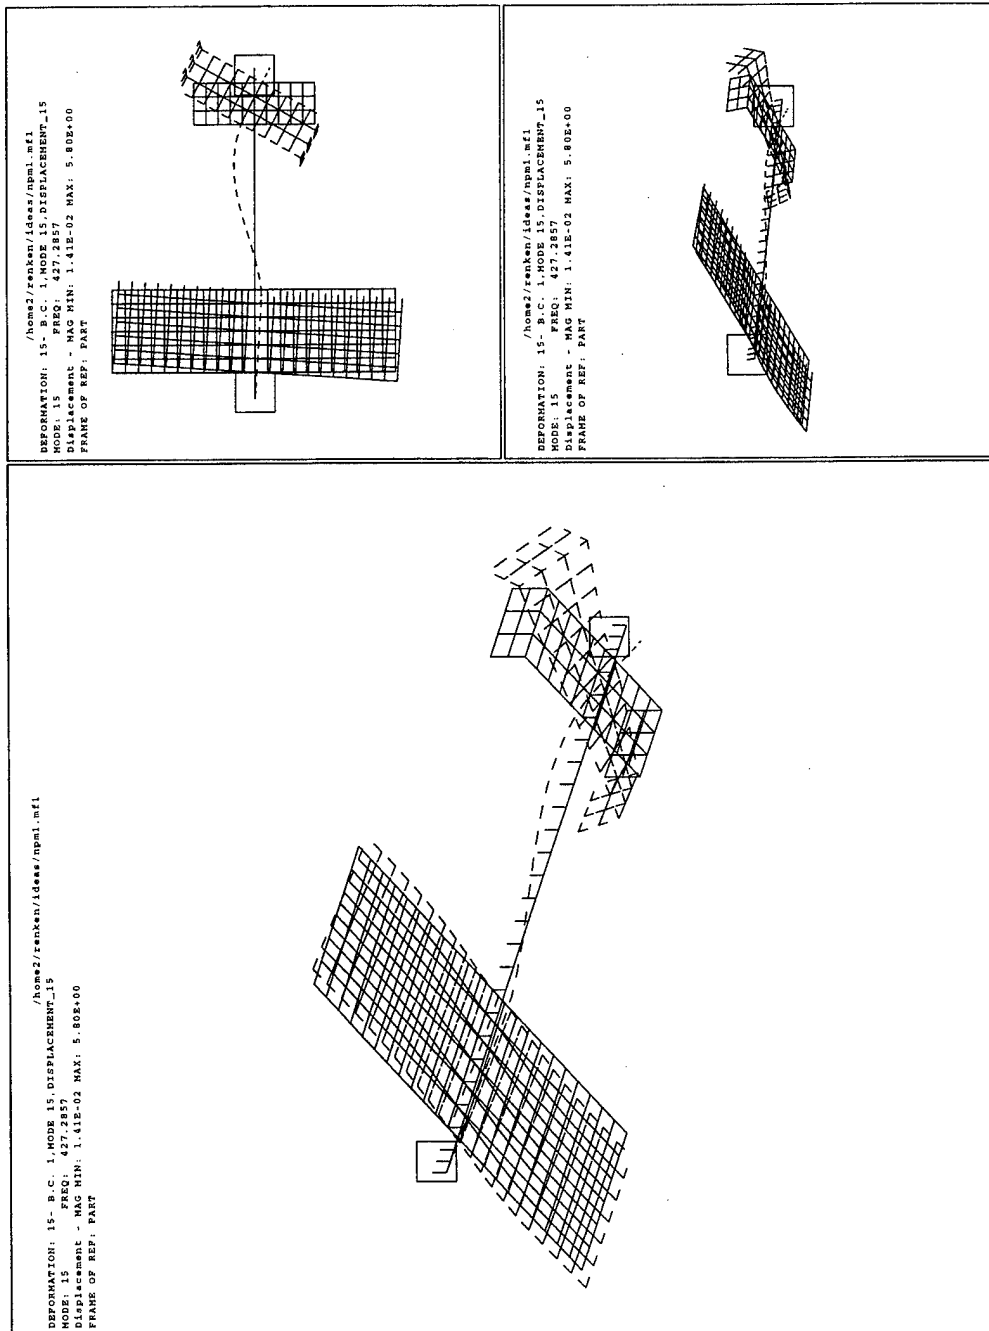 /home2/renken/ideas/npm1.mf1
DEFORMATION: 15- B.C. 1,MODE 15,DISPLACEMENT_15
MODE: 15 FREQ: 427.2857
Displacement - MAG MIN: 1.41E-02 MAX: 5.80E+00
FRAME OF REF: PART
/home2/renken/ideas/npm1.mf1
DEFORMATION: 15- B.C. 1,MODE 15,DISPLACEMENT_15
MODE: 15 FREQ: 427.2857
Displacement - MAG MIN: 1.41E-02 MAX: 5.80E+00
FRAME OF REF: PART
/home2/renken/ideas/npm1.mf1
DEFORMATION: 15- B.C. 1,MODE 15,DISPLACEMENT_15
MODE: 15 FREQ: 427.2857
Displacement - MAG MIN: 1.41E-02 MAX: 5.80E+00
FRAME OF REF: PART